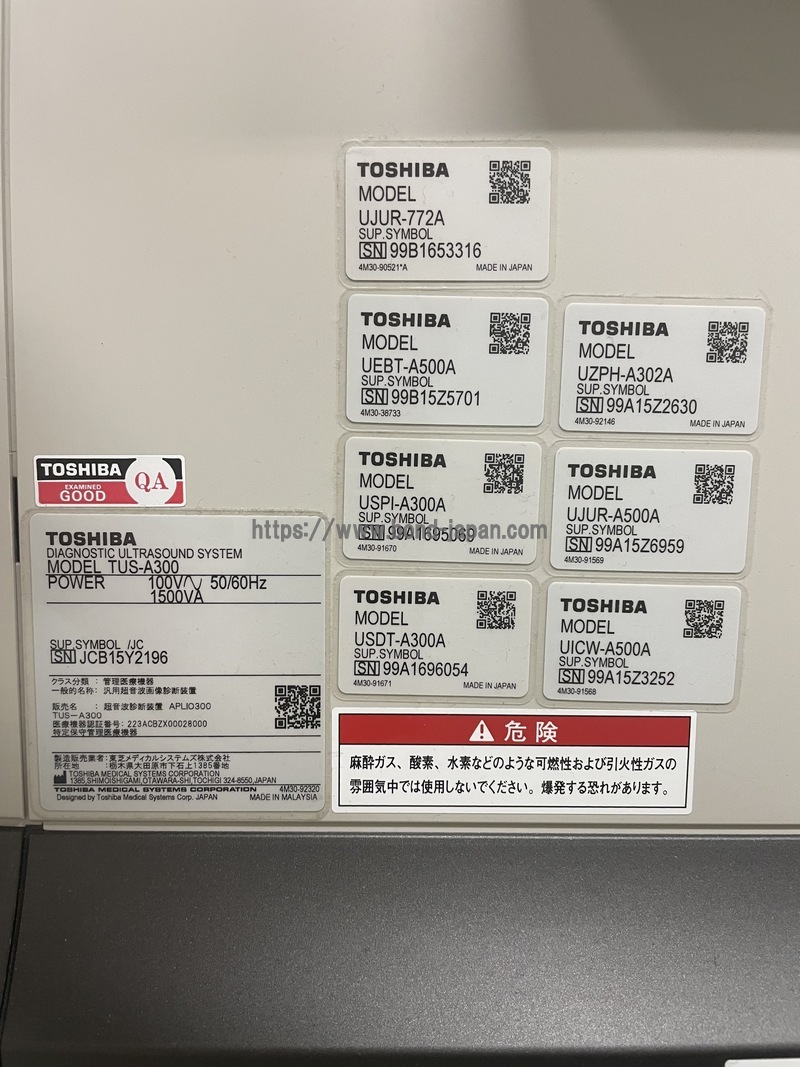 TOSHIBA
MODEL
UJUR-772A
SUP.SYMBOL
SN 99B1653316
4M30-90521*A MADE IN JAPAN
TOSHIBA
MODEL
UEBT-A500A
SUP.SYMBOL
SN 99B15Z5701
4M30-38733
TOSHIBA
MODEL
UZPH-A302A
SUP.SYMBOL
SN 99A15Z2630
4M30-92146 MADE IN JAPAN
TOSHIBA
MODEL
USPI-A300A
SUP.SYMBOL
SN 99A1695069
4M30-91670 MADE IN JAPAN
TOSHIBA
MODEL
UJUR-A500A
SUP.SYMBOL
SN 99A15Z6959
4M30-91569
TOSHIBA
MODEL
USDT-A300A
SUP.SYMBOL
SN 99A1696054
4M30-91671 MADE IN JAPAN
TOSHIBA
MODEL
UICW-A500A
SUP.SYMBOL
SN 99A15Z3252
4M30-91568
TOSHIBA
EXAMINED
GOOD
QA
TOSHIBA
DIAGNOSTIC ULTRASOUND SYSTEM
MODEL TUS-A300
POWER 100V 50/60Hz
1500VA
SUP.SYMBOL /JC
SN JCB15Y2196
クラス分類 : 管理医療機器
一般的名称: 汎用超音波画像診断装置
販売名 : 超音波診断装置 APLIO300
TUS-A300
医療機器認証番号: 223ACBZX00028000
特定保守管理医療機器
製造販売業者:東芝メディカルシステムズ株式会社
所在地 :栃木県大田原市下石上1385番地
TOSHIBA MEDICAL SYSTEMS CORPORATION
1385,SHIMOISHIGAMI,OTAWARA-SHI,TOCHIGI 324-8550,JAPAN
TOSHIBA MEDICAL SYSTEMS CORPORATION 4M30-92320
Designed by Toshiba Medical Systems Corp. JAPAN MADE IN MALAYSIA
危険
麻酔ガス、酸素、水素などのような可燃性および引火性ガスの
雰囲気中では使用しないでください。爆発する恐れがあります。
https://www.bond-japan.com